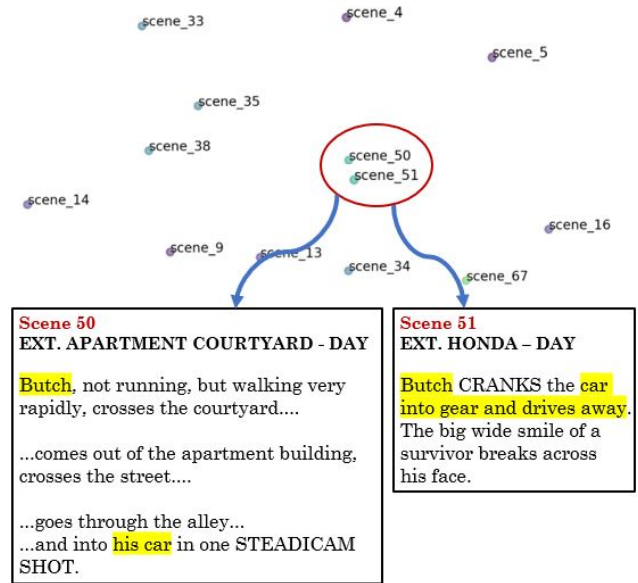 scene_33
scene_4
scene_5
scene_35
scene_38
scene_50
scene_51
scene_14
scene_16
scene_9
scene_13
scene_34
scene_67
Scene 50
EXT. APARTMENT COURTYARD - DAY
Butch, not running, but walking very
rapidly, crosses the courtyard....
...comes out of the apartment building,
crosses the street....
...goes through the alley...
...and into his car in one STEADICAM
SHOT.
Scene 51
EXT. HONDA – DAY
Butch CRANKS the car
into gear and drives away.
The big wide smile of a
survivor breaks across
his face.